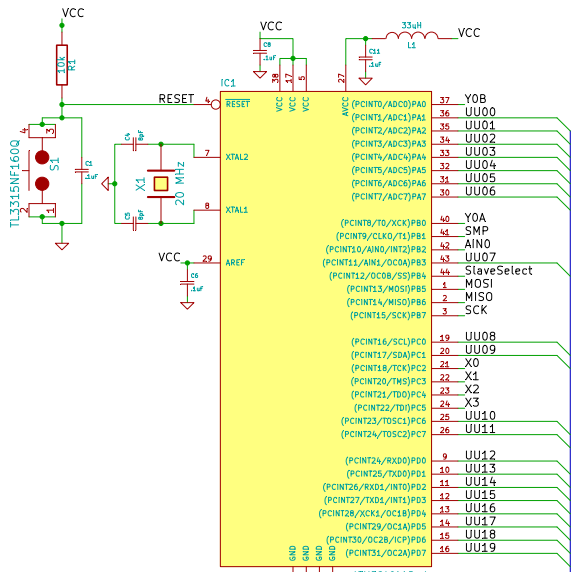 VCC
10k
R1
RESET
TL3315NF160Q
4
3
2
1
S1
C1
.1uF
C4
8pF
C5
8pF
X1
20 MHz
VCC
C6
.1uF
VCC
C9
.1uF
C11
.1uF
33uH
L1
VCC
IC1
38
17
5
27
VCC
VCC
VCC
AVCC
4 RESET
7 XTAL2
8 XTAL1
29 AREF
(PCINT0/ADC0)PA0 37 Y0B
(PCINT1/ADC1)PA1 36 UU00
(PCINT2/ADC2)PA2 35 UU01
(PCINT3/ADC3)PA3 34 UU02
(PCINT4/ADC4)PA4 33 UU03
(PCINT5/ADC5)PA5 32 UU04
(PCINT6/ADC6)PA6 31 UU05
(PCINT7/ADC7)PA7 30 UU06
(PCINT8/T0/XCK)PB0 40 Y0A
(PCINT9/CLKO/T1)PB1 41 SMP
(PCINT10/AIN0/INT2)PB2 42 AIN0
(PCINT11/AIN1/OC0A)PB3 43 UU07
(PCINT12/OC0B/SS)PB4 44 SlaveSelect
(PCINT13/MOSI)PB5 1 MOSI
(PCINT14/MISO)PB6 2 MISO
(PCINT15/SCK)PB7 3 SCK
(PCINT16/SCL)PC0 19 UU08
(PCINT17/SDA)PC1 20 UU09
(PCINT18/TCK)PC2 21 X0
(PCINT20/TMS)PC3 22 X1
(PCINT21/TDO)PC4 23 X2
(PCINT22/TDI)PC5 24 X3
(PCINT23/TOSC1)PC6 25 UU10
(PCINT24/TOSC2)PC7 26 UU11
(PCINT24/RXD0)PD0 9 UU12
(PCINT25/TXD0)PD1 10 UU13
(PCINT26/RXD1/INT0)PD2 11 UU14
(PCINT27/TXD1/INT1)PD3 12 UU15
(PCINT28/XCK1/OC1B)PD4 13 UU16
(PCINT29/OC1A)PD5 14 UU17
(PCINT30/OC2B/ICP)PD6 15 UU18
(PCINT31/OC2A)PD7 16 UU19
GND
GND
GND
GND